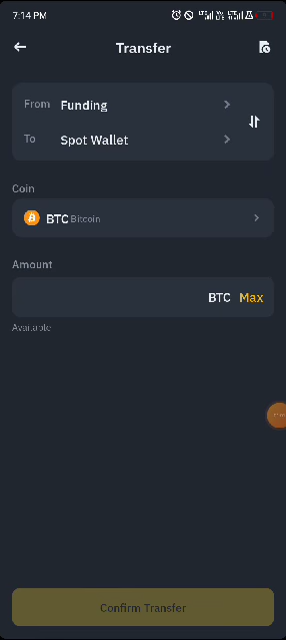 7:14 PM
Transfer
From Funding
To Spot Wallet
Coin
BTC Bitcoin
Amount
BTC Max
Available
Confirm Transfer